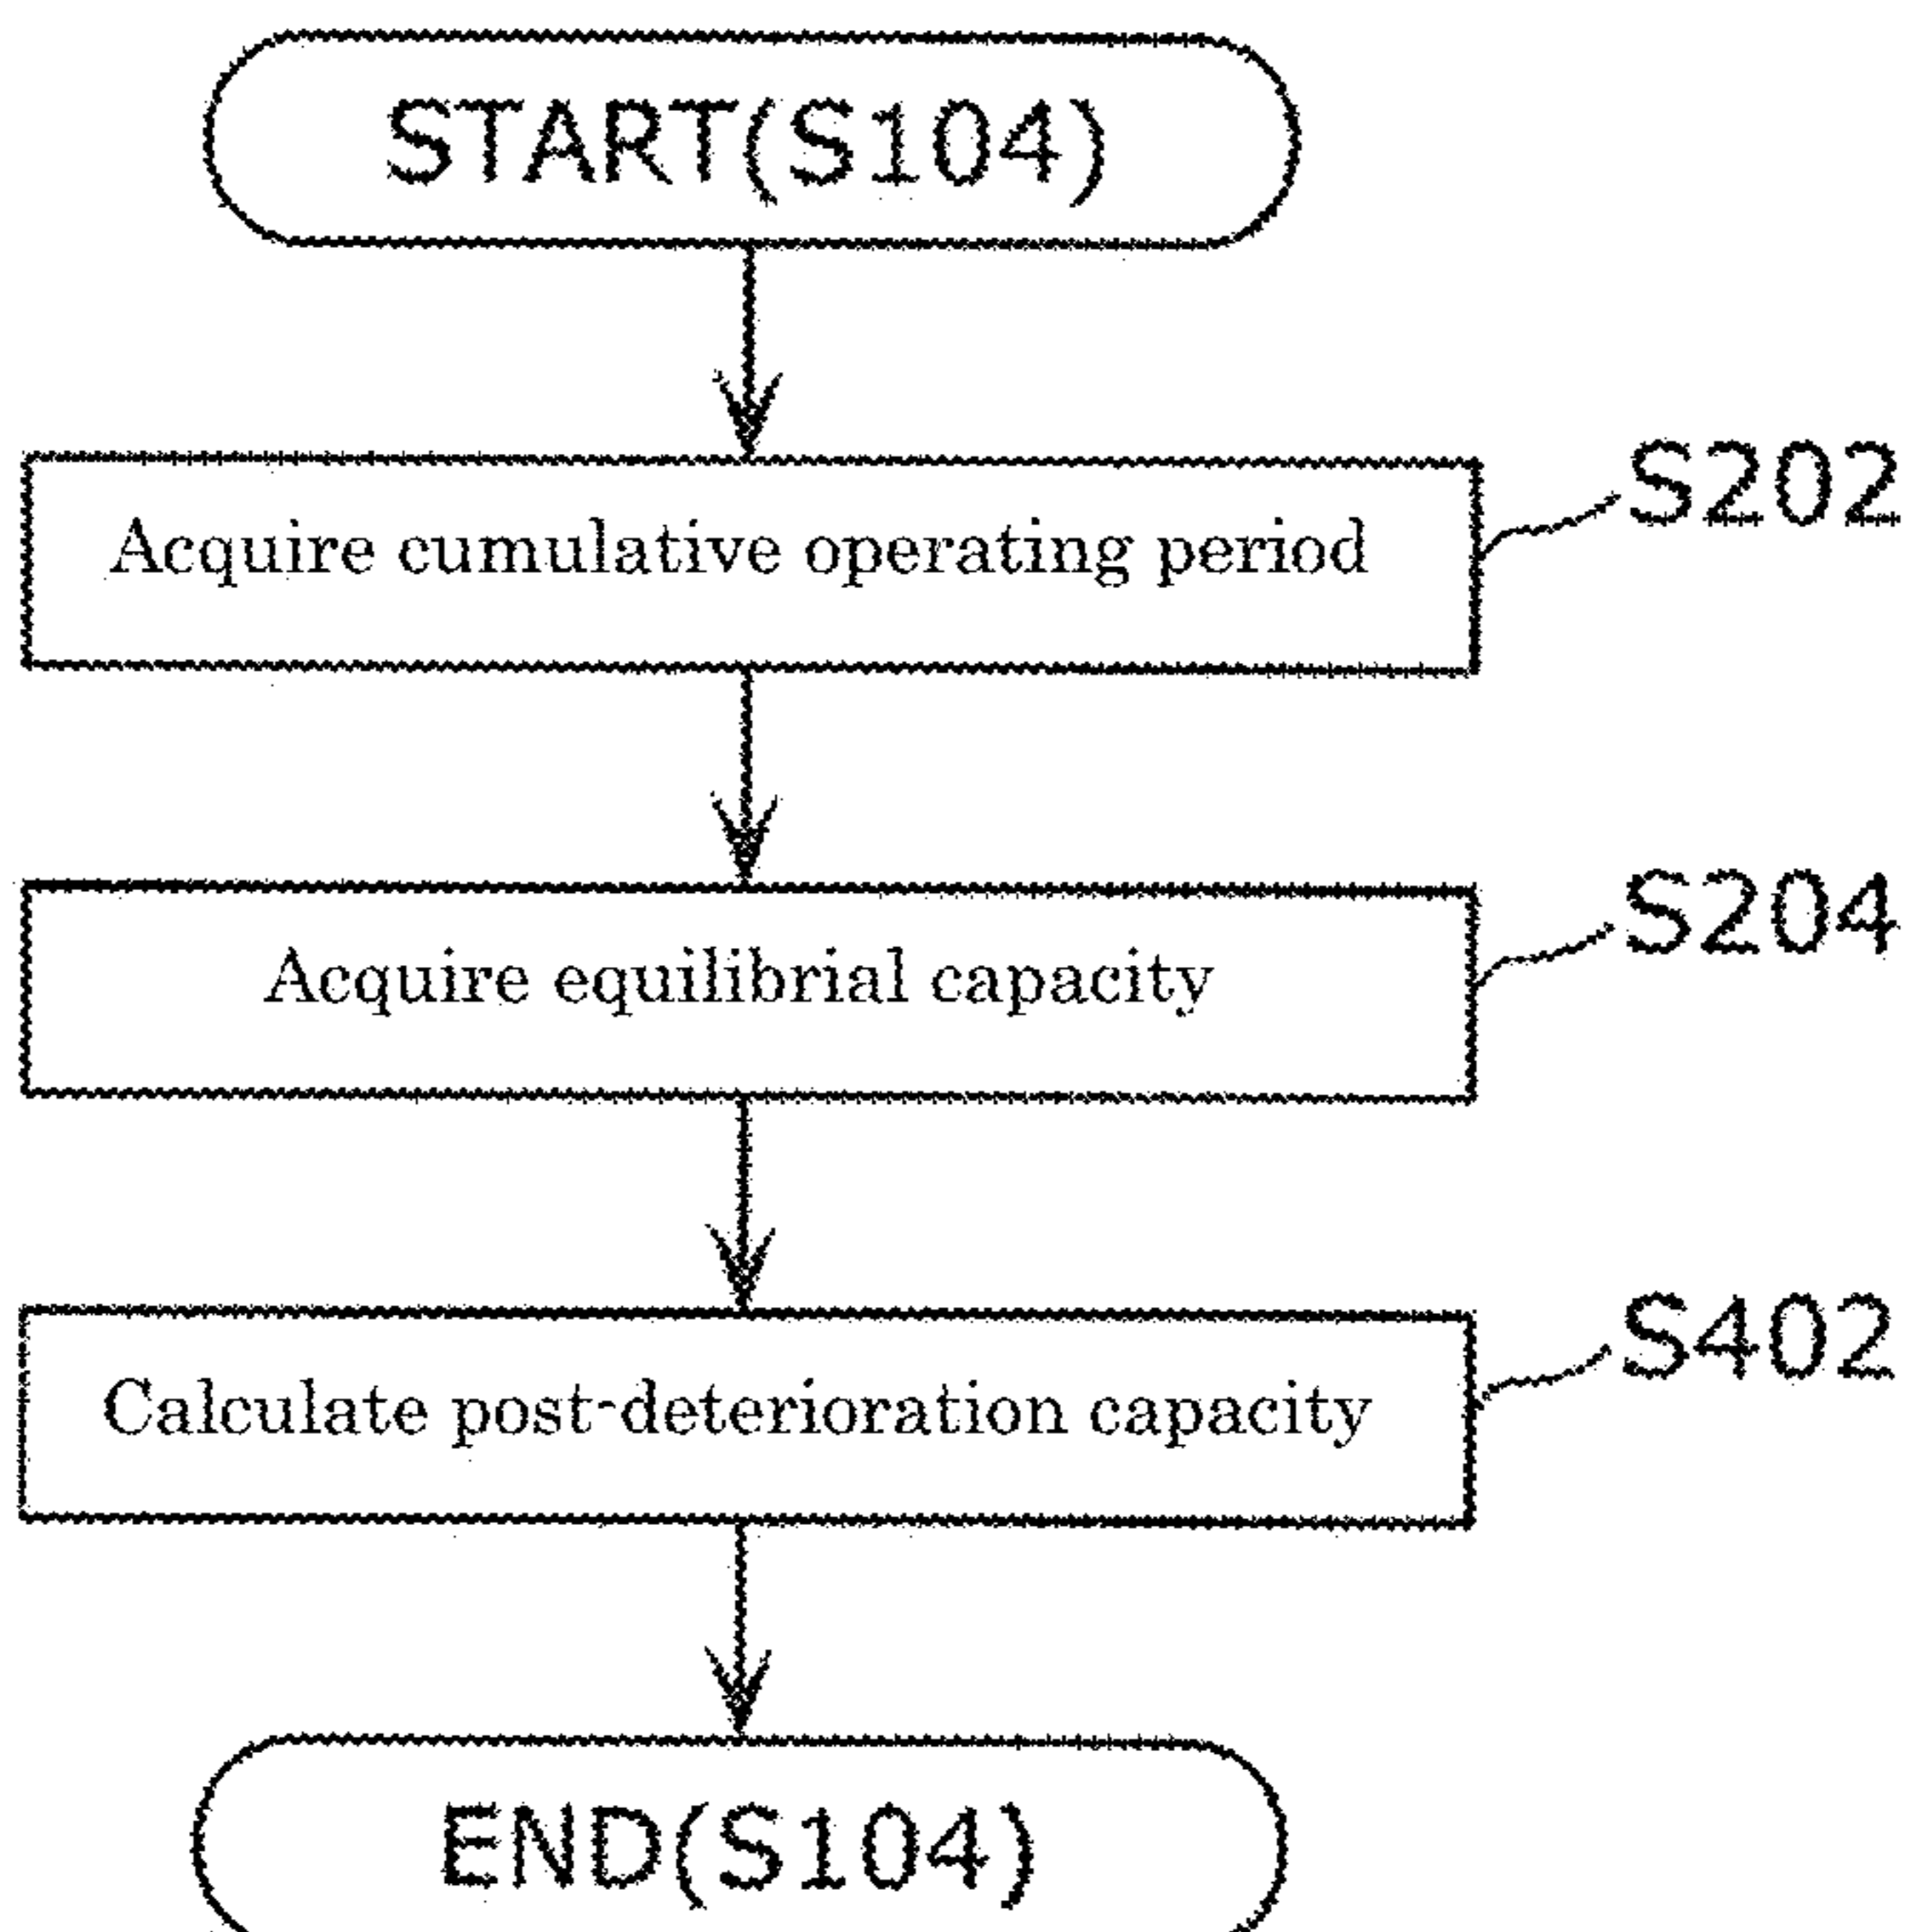 START(S104)
Acquire cumulative operating period
S202
Acquire equilibrial capacity
S204
Calculate post-deterioration capacity
S402
END(S104)